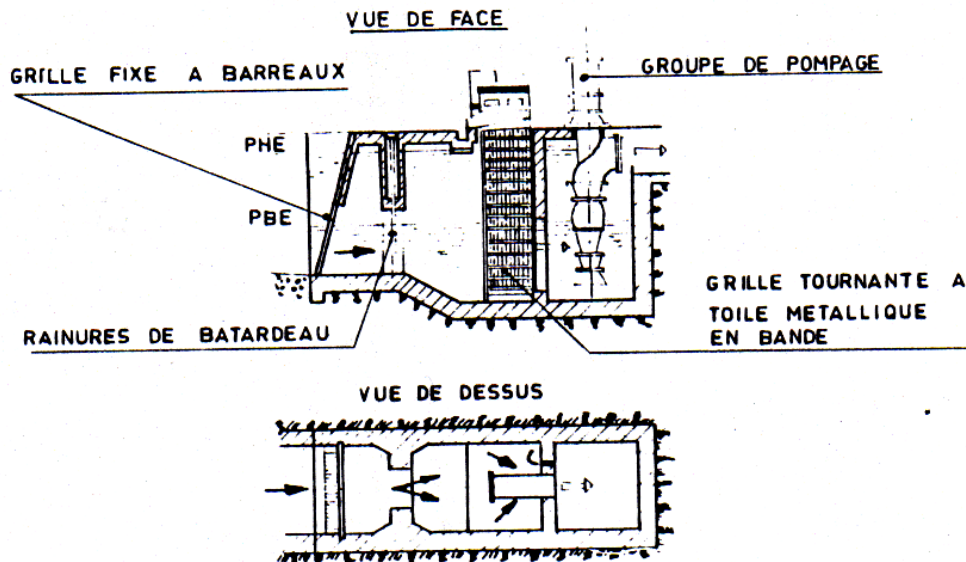 VUE DE FACE
GRILLE FIXE A BARREAUX
GROUPE DE POMPAGE
PHE
PBE
GRILLE TOURNANTE A
TOILE METALLIQUE
EN BANDE
RAINURES DE BATARDEAU
VUE DE DESSUS